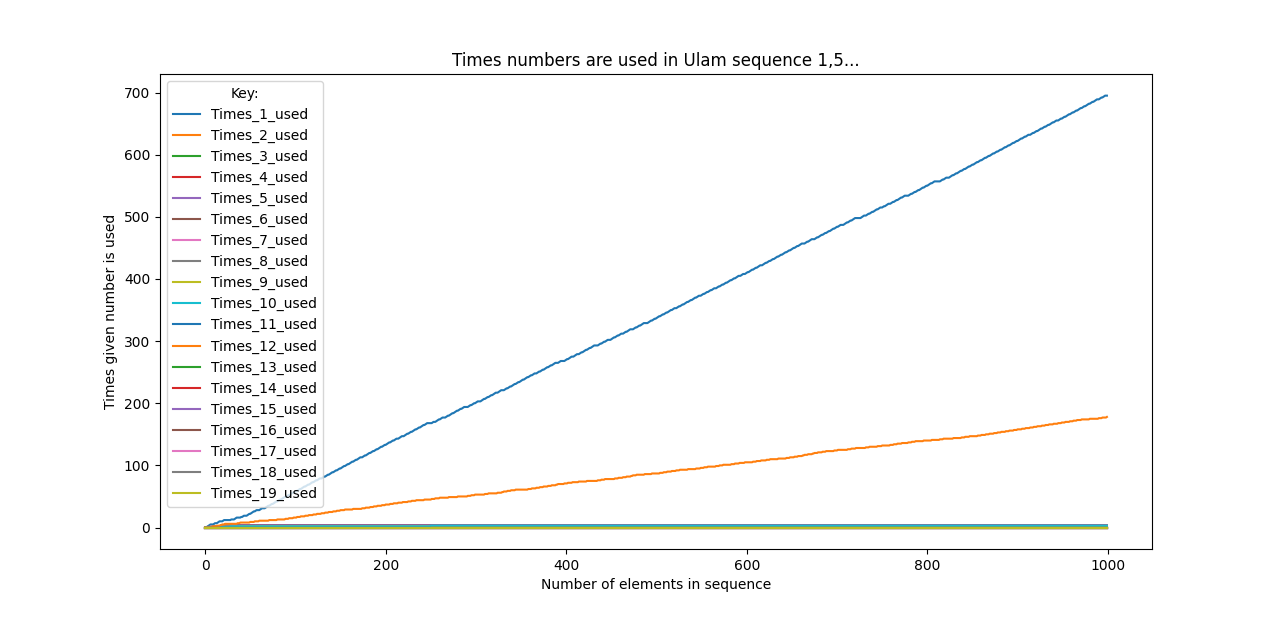 Times numbers are used in Ulam sequence 1,5...
Key:
Times_1_used
Times_2_used
Times_3_used
Times_4_used
Times_5_used
Times_6_used
Times_7_used
Times_8_used
Times_9_used
Times_10_used
Times_11_used
Times_12_used
Times_13_used
Times_14_used
Times_15_used
Times_16_used
Times_17_used
Times_18_used
Times_19_used
Times given number is used
700
600
500
400
300
200
100
0
0 200 400 600 800 1000
Number of elements in sequence